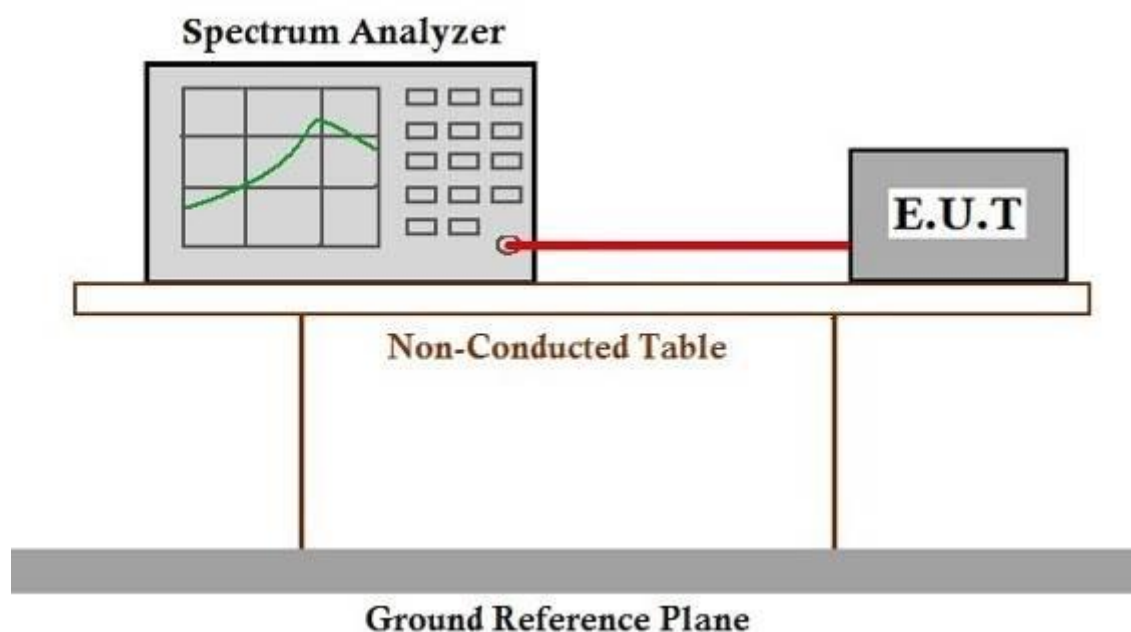 Spectrum Analyzer
E.U.T
Non-Conducted Table
Ground Reference Plane